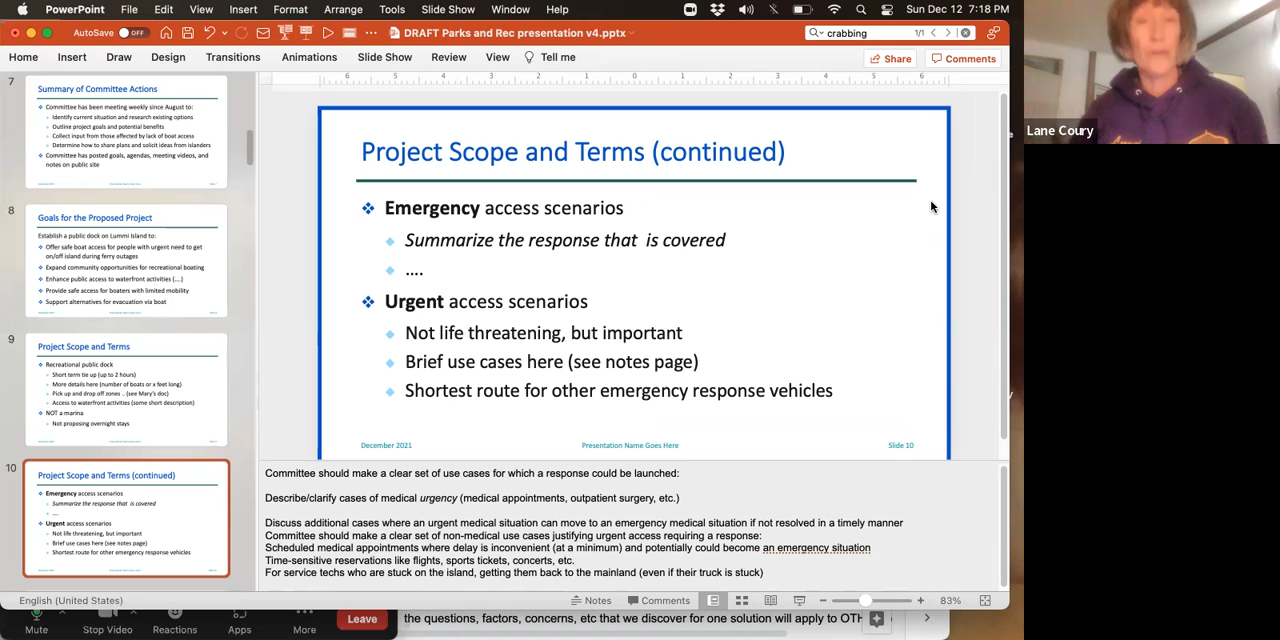 PowerPoint File Edit View Insert Format Arrange Tools Slide Show Window Help Sun Dec 12 7:18 PM
AutoSave OFF DRAFT Parks and Rec presentation v4.pptx crabbing 1/1
Home Insert Draw Design Transitions Animations Slide Show Review View Tell me Share Comments
6 5 4 3 2 1 0 1 2 3 4 5 6
7
Summary of Committee Actions
Committee has been meeting weekly since August to:
Identify current situation and research existing options
Outline project goals and potential benefits
Collect input from those affected by lack of boat access
Determine how to share plans and solicit ideas from islanders
Committee has posted goals, agendas, meeting videos, and
notes on public site
8
Goals for the Proposed Project
Establish a public dock on Lummi Island to:
Offer safe boat access for people with urgent need to get
on/off island during ferry outages
Expand community opportunities for recreational boating
Enhance public access to waterfront activities (....)
Provide safe access for boaters with limited mobility
Support alternatives for evacuation via boat
9
Project Scope and Terms
Recreational public dock
Short term tie up (up to 2 hours)
More details here (number of boats or x feet long)
Pick up and drop off zones .. (see Mary's doc)
Access to waterfront activities (some short description)
NOT a marina
Not proposing overnight stays
10
Project Scope and Terms (continued)
Emergency access scenarios
Summarize the response that is covered
....
Urgent access scenarios
Not life threatening, but important
Brief use cases here (see notes page)
Shortest route for other emergency response vehicles
Project Scope and Terms (continued)
Emergency access scenarios
Summarize the response that is covered
....
Urgent access scenarios
Not life threatening, but important
Brief use cases here (see notes page)
Shortest route for other emergency response vehicles
December 2021 Presentation Name Goes Here Slide 10
Committee should make a clear set of use cases for which a response could be launched:
Describe/clarify cases of medical urgency (medical appointments, outpatient surgery, etc.)
Discuss additional cases where an urgent medical situation can move to an emergency medical situation if not resolved in a timely manner
Committee should make a clear set of non-medical use cases justifying urgent access requiring a response:
Scheduled medical appointments where delay is inconvenient (at a minimum) and potentially could become an emergency situation
Time-sensitive reservations like flights, sports tickets, concerts, etc.
For service techs who are stuck on the island, getting them back to the mainland (even if their truck is stuck)
English (United States) Notes Comments 83%
Mute Stop Video Reactions Apps More Leave
the questions, factors, concerns, etc that we discover for one solution will apply to OTH
Lane Coury